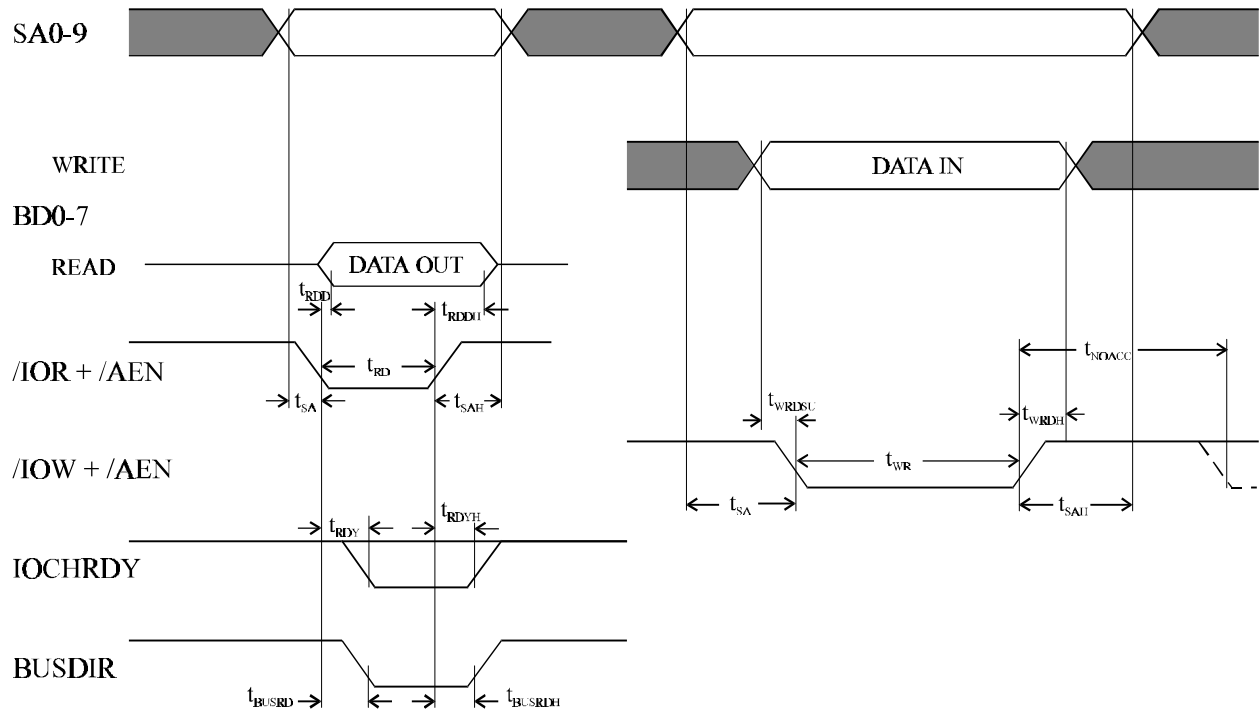 SA0-9
WRITE
DATA IN
BD0-7
READ
DATA OUT
tRDD
tRDDH
/IOR + /AEN
tRD
tNOACC
tSA
tSAH
tWRDSU
tWRDH
/IOW + /AEN
tWR
tSA
tSAH
tRDY
tRDYH
IOCHRDY
BUSDIR
tBUSRD
tBUSRDH